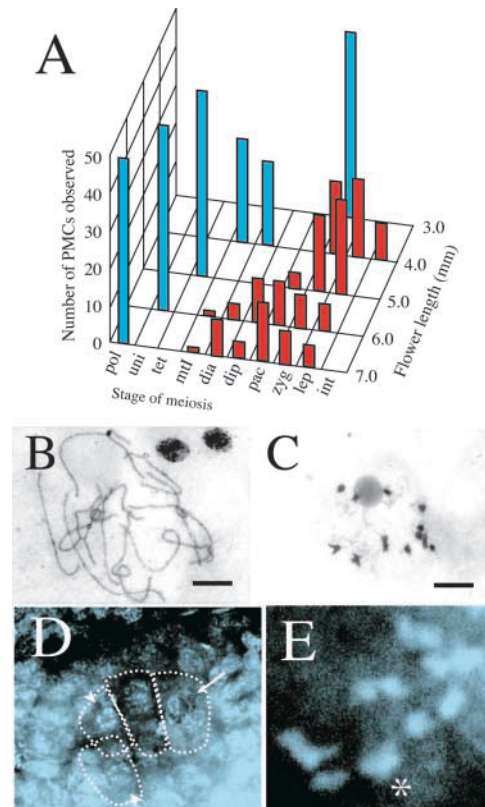 A
Number of PMCs observed
50
40
30
20
10
0
pol
uni
tet
mtI
dia
dip
pac
zyg
lep
int
Stage of meiosis
3.0
4.0
5.0
6.0
7.0
Flower length (mm)
B
C
D
E
*